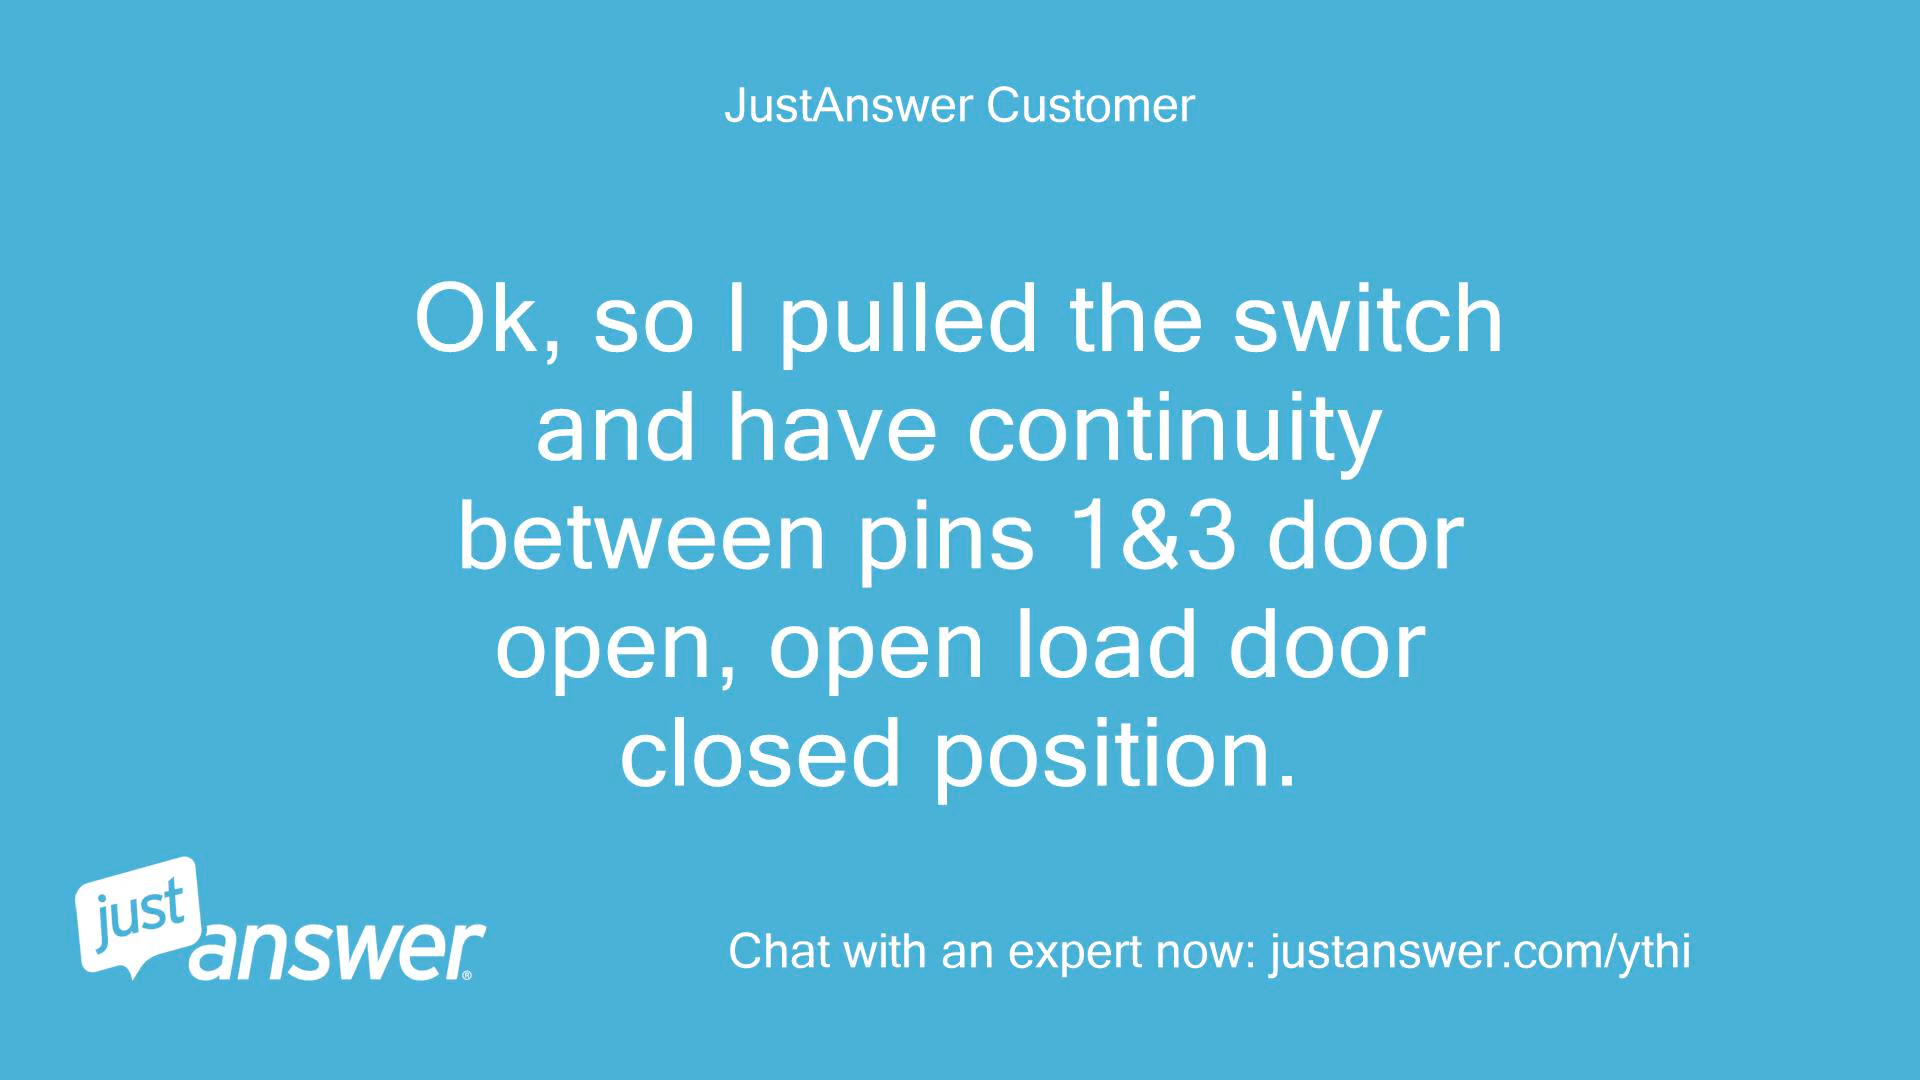 JustAnswer Customer
Ok, so I pulled the switch
and have continuity
between pins 1&3 door
open, open load door
closed position.
just
answer®
Chat with an expert now: justanswer.com/ythi